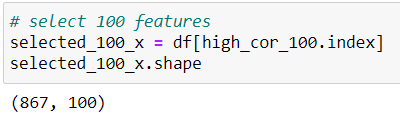 # select 100 features
selected_100_x = df[high_cor_100.index]
selected_100_x.shape
(867, 100)